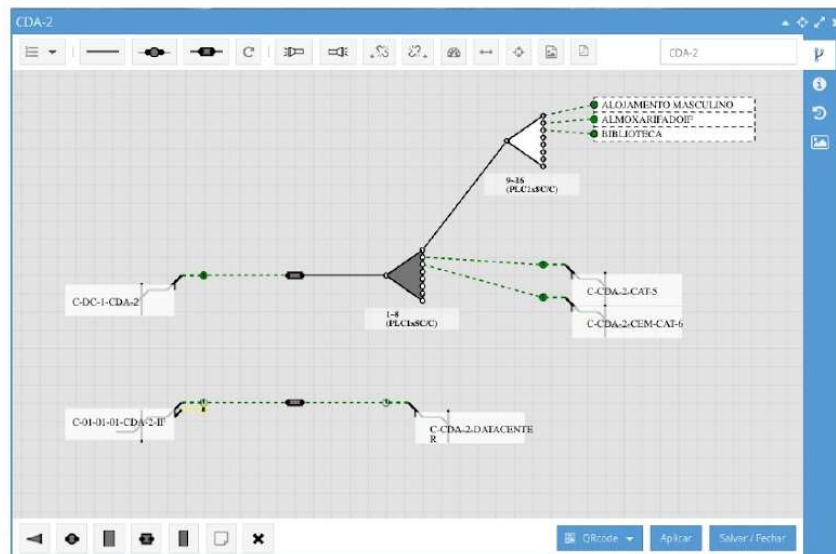 CDA-2
CDA-2
ALOJAMENTO MASCULINO
ALMOXARIFADOIF
BIBLIOTECA
9-16
(PLC1x8C/C)
C-DC-1-CDA-2
1-8
(PLC1x8C/C)
C-CDA-2-CAT-5
C-CDA-2-CEM-CAT-6
C-01-01-01-CDA-2-IF
C-CDA-2-DATACENTE
R
QRcode
Aplicar
Salvar / Fechar